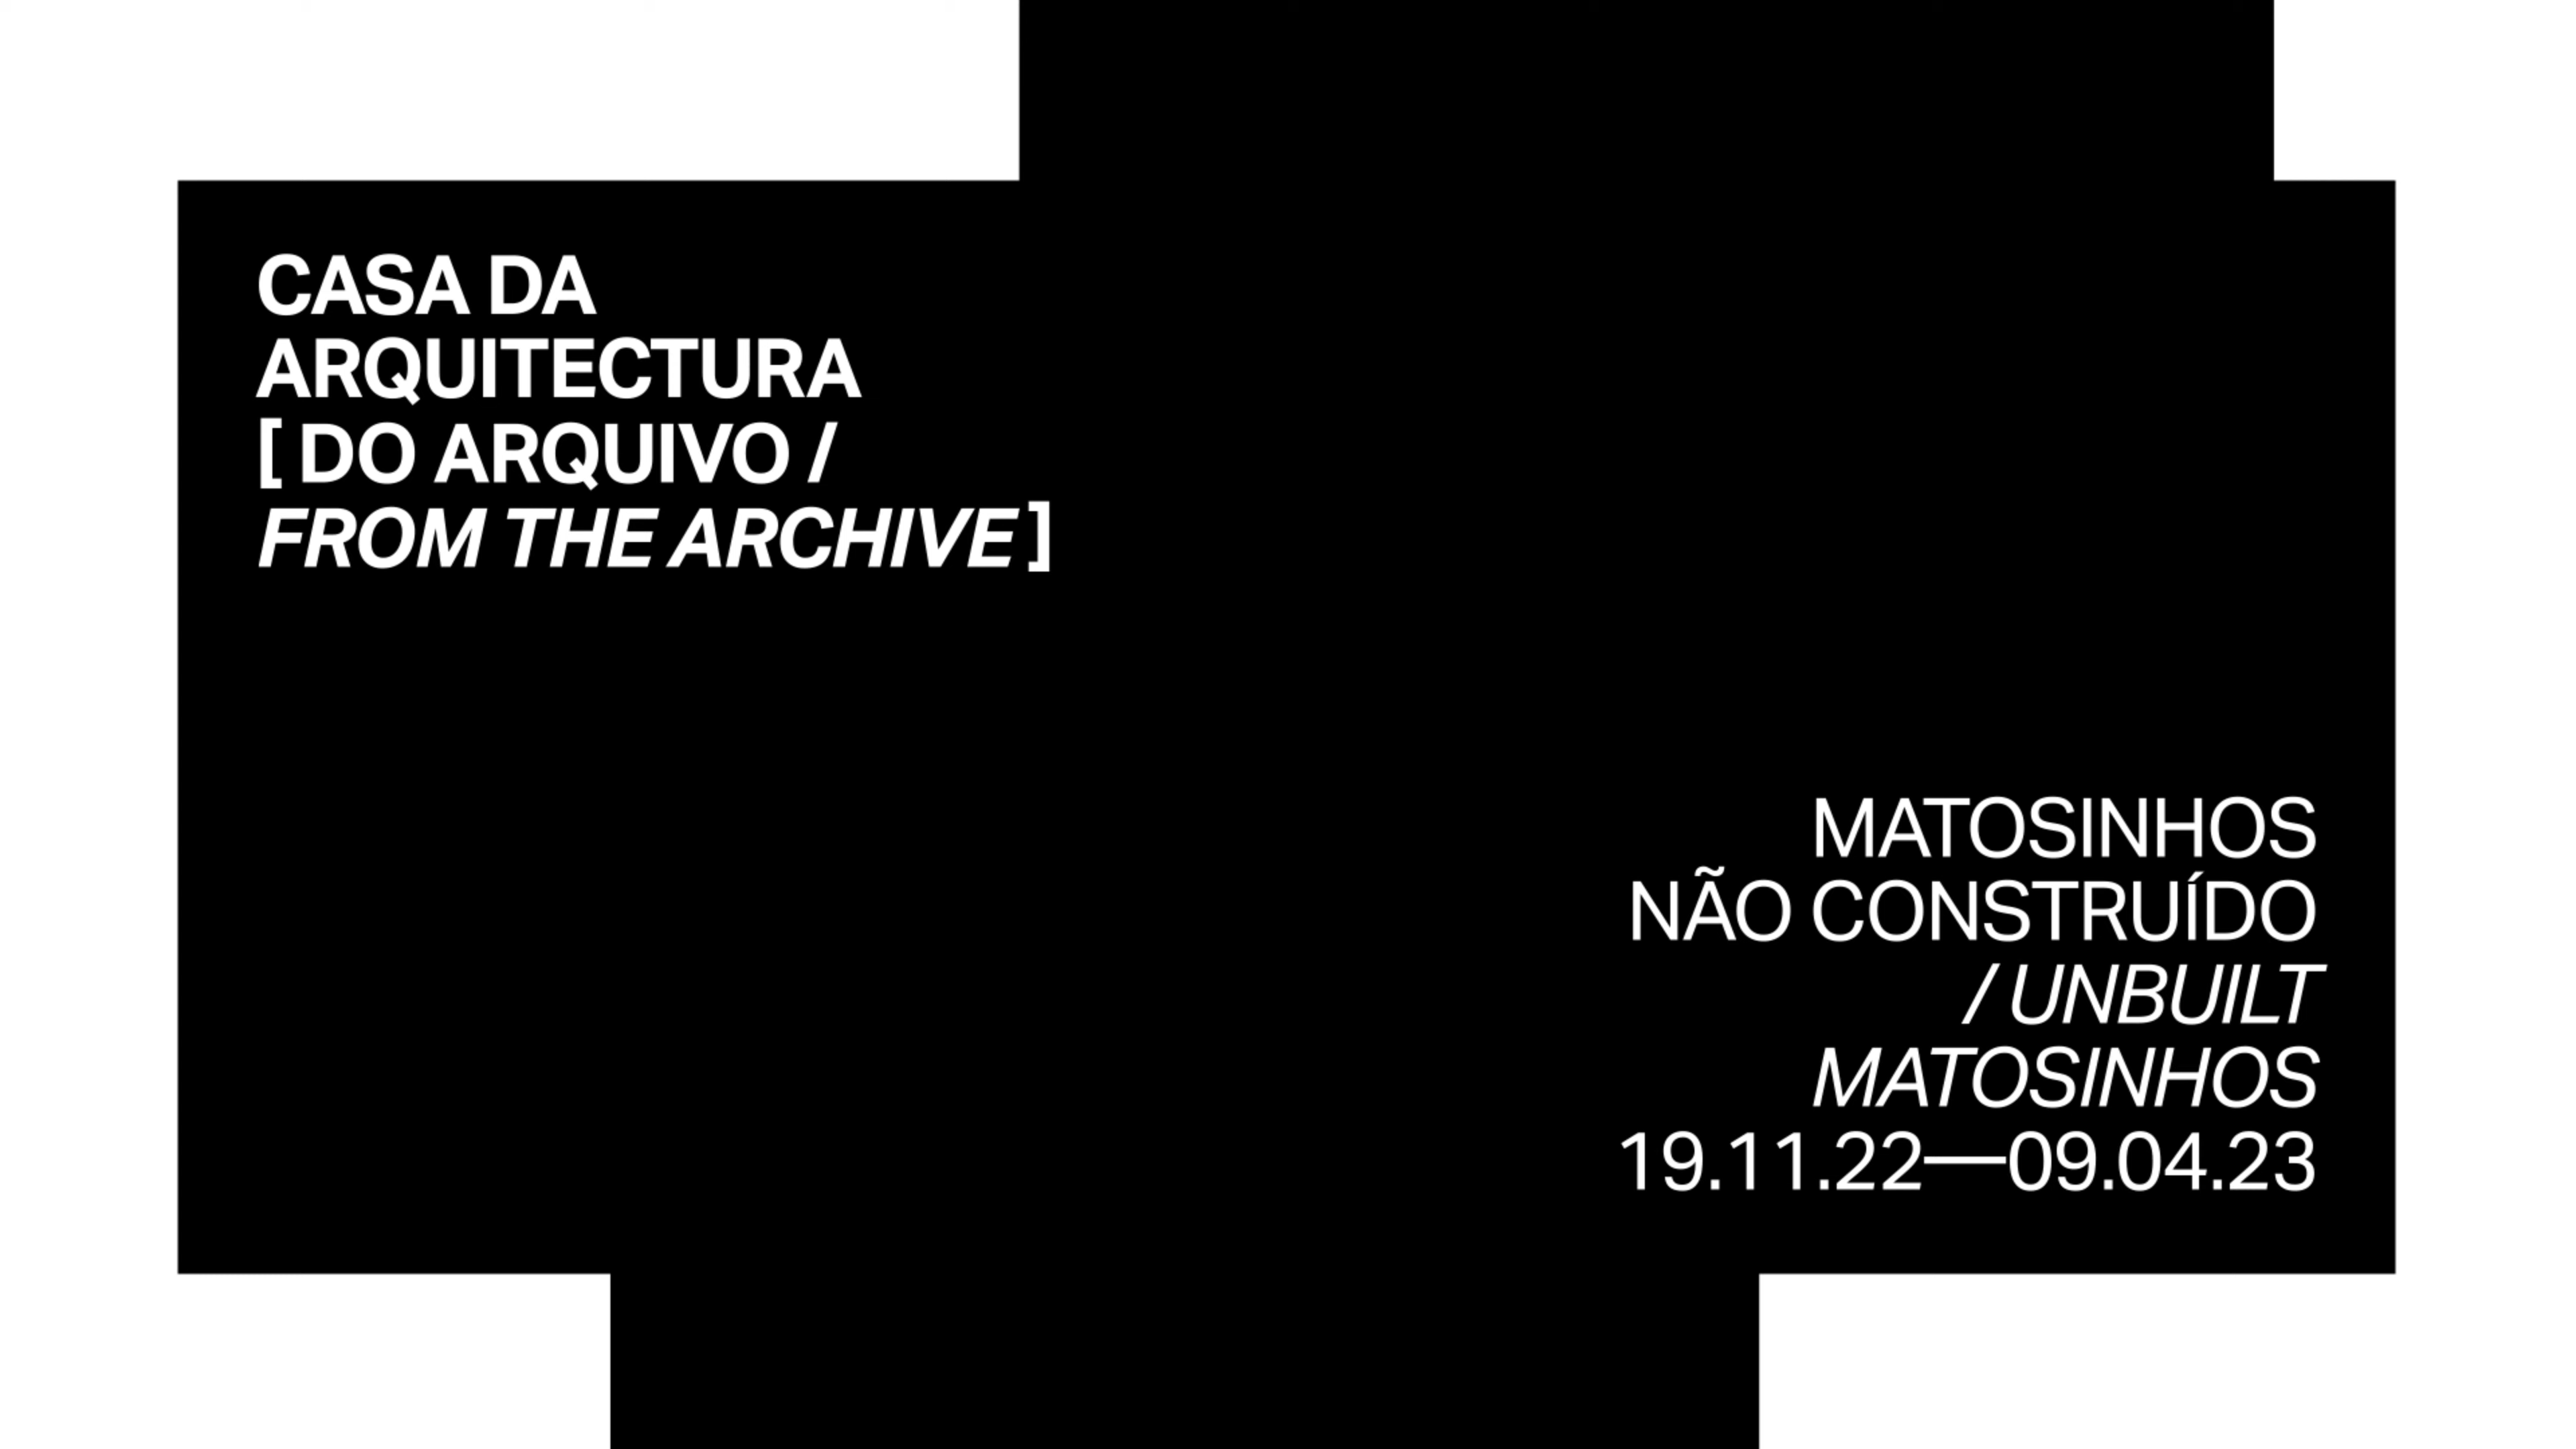 CASA DA
ARQUITECTURA
[ DO ARQUIVO /
FROM THE ARCHIVE ]
MATOSINHOS
NÃO CONSTRUÍDO
/ UNBUILT
MATOSINHOS
19.11.22—09.04.23